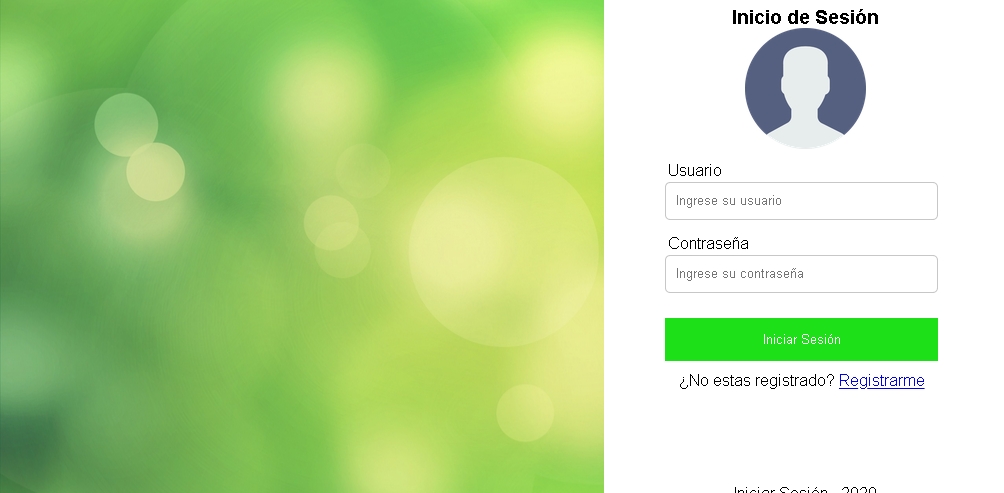 Inicio de Sesión
Usuario
Ingrese su usuario
Contraseña
Ingrese su contraseña
Iniciar Sesión
¿No estas registrado? Registrarme
Iniciar Sesión - 2020